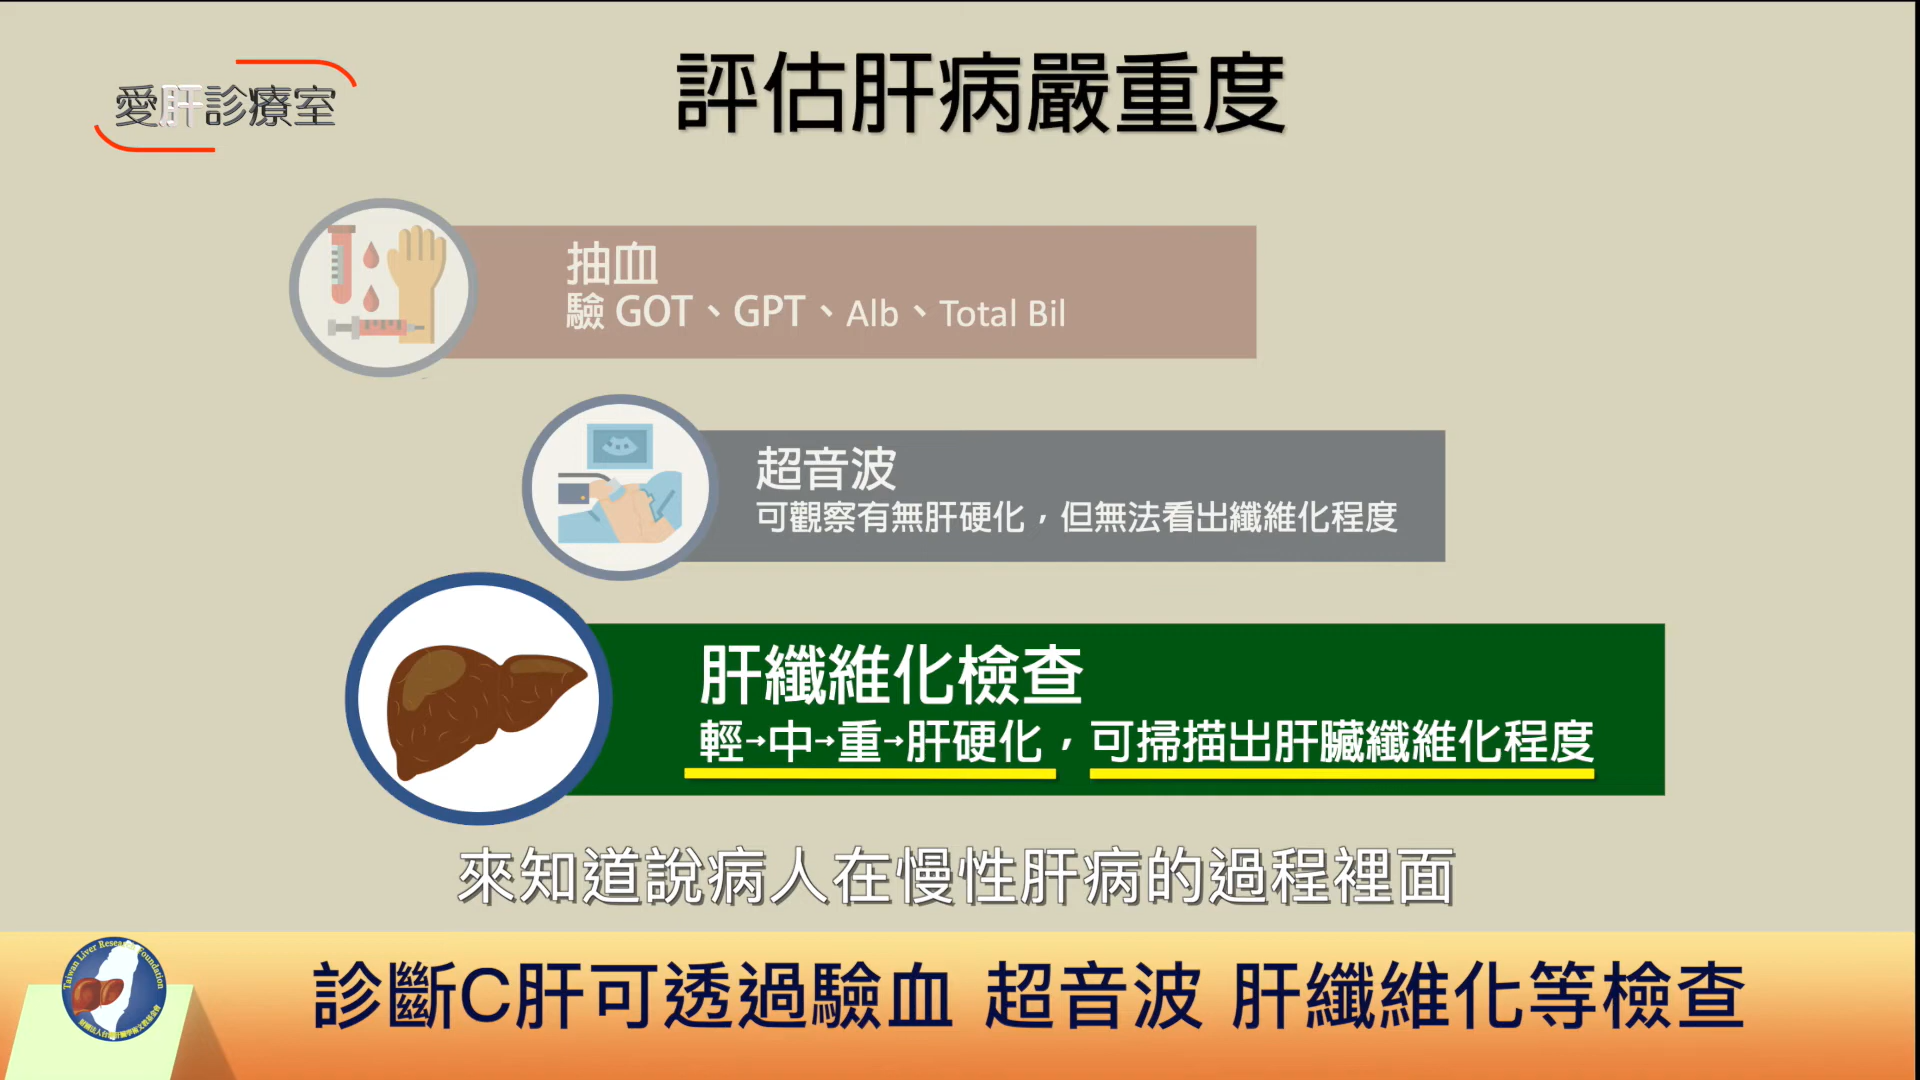 愛肝診療室
評估肝病嚴重度
抽血
驗 GOT、GPT、Alb、Total Bil
超音波
可觀察有無肝硬化，但無法看出纖維化程度
肝纖維化檢查
輕→中→重→肝硬化，可掃描出肝臟纖維化程度
來知道說病人在慢性肝病的過程裡面
Taiwan Liver Research Foundation
診斷C肝可透過驗血 超音波 肝纖維化等檢查